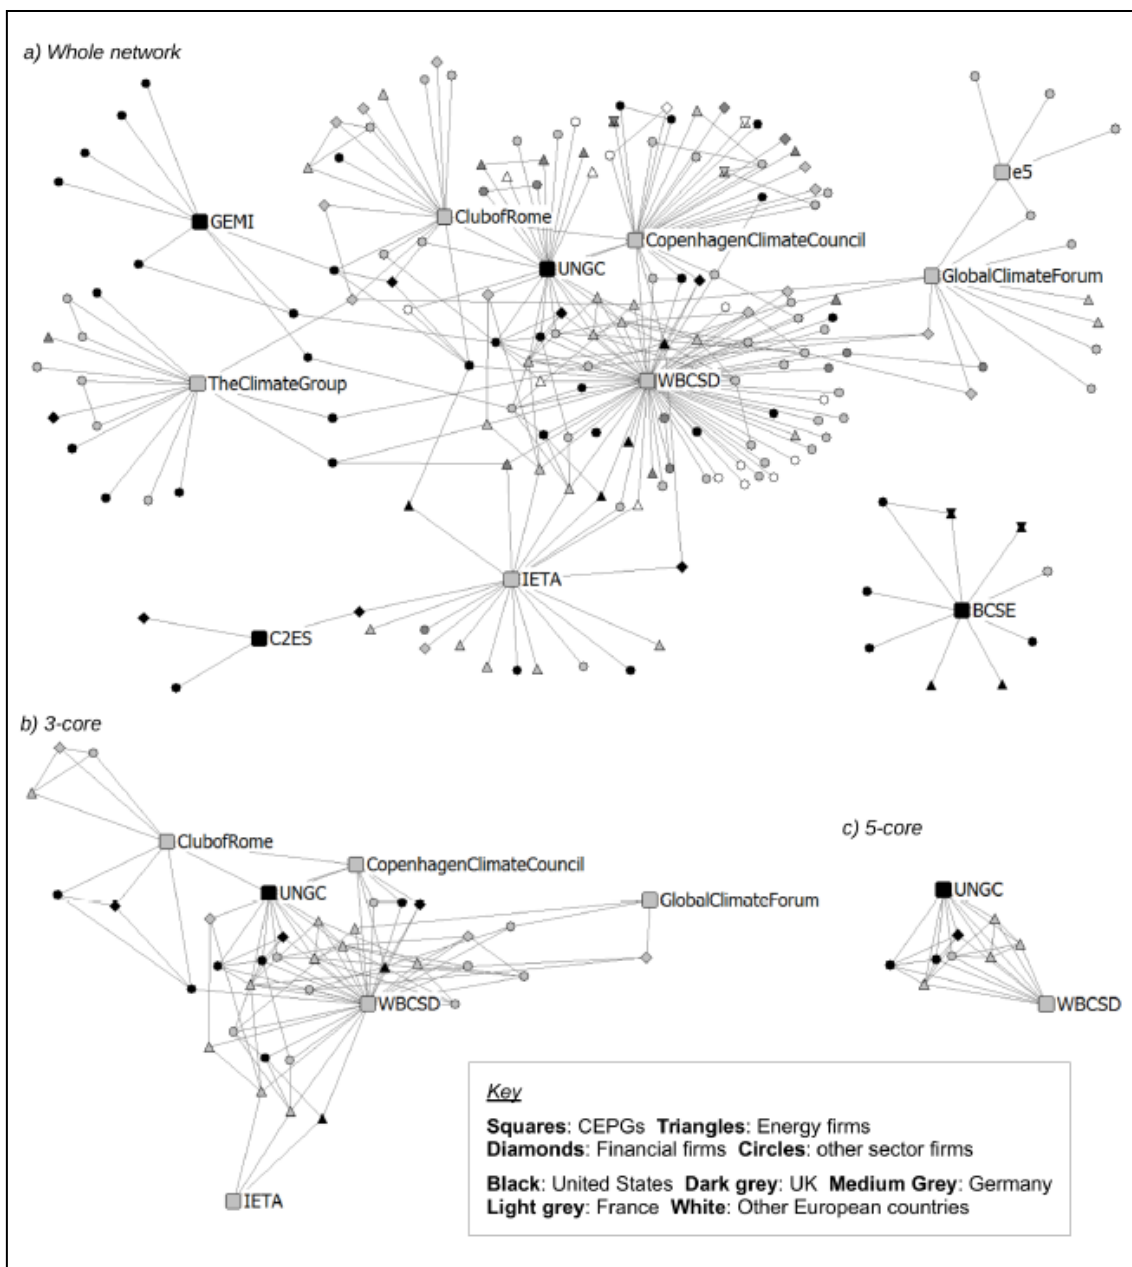 a) Whole network
e5
GEMI
ClubofRome
CopenhagenClimateCouncil
UNGC
GlobalClimateForum
TheClimateGroup
WBCSD
IETA
C2ES
BCSE
b) 3-core
ClubofRome
CopenhagenClimateCouncil
UNGC
GlobalClimateForum
WBCSD
IETA
c) 5-core
UNGC
WBCSD
Key
Squares: CEPGs Triangles: Energy firms
Diamonds: Financial firms Circles: other sector firms
Black: United States Dark grey: UK Medium Grey: Germany
Light grey: France White: Other European countries